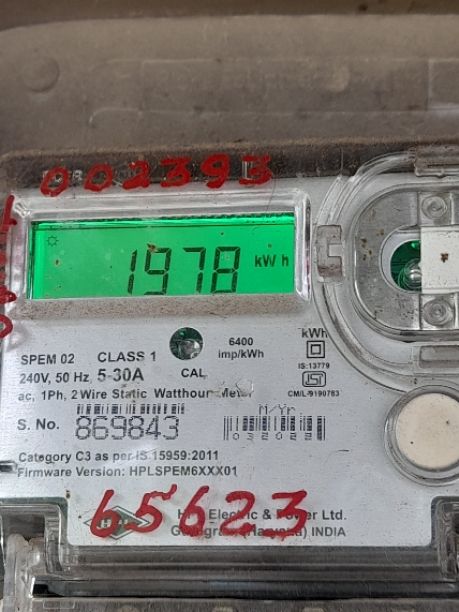 002393
1978 kWh
SPEM 02 CLASS 1 CAL 6400 imp/kWh kWh
240V, 50 Hz, 5-30A IS:13779
ac, 1Ph, 2 Wire Static Watthour Meter CM/L-9190763
S. No. 869843 M/Yr
Category C3 as per IS 15959:2011
Firmware Version: HPLSPEM6XXX01
65623
Electric & Power Ltd.
INDIA